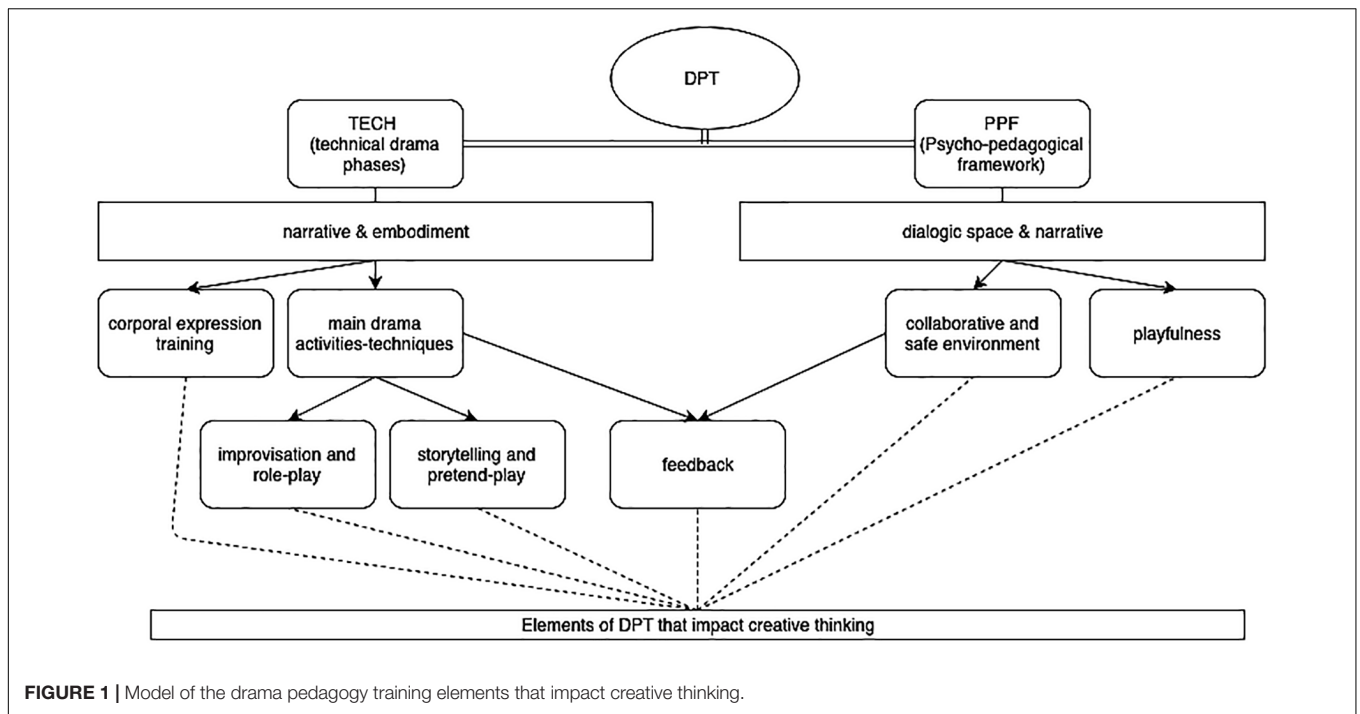 DPT
TECH
(technical drama
phases)
PPF
(Psycho-pedagogical
framework)
narrative & embodiment
dialogic space & narrative
corporal expression
training
main drama
activities-techniques
collaborative and
safe environment
playfulness
improvisation and
role-play
storytelling and
pretend-play
feedback
Elements of DPT that impact creative thinking
FIGURE 1 | Model of the drama pedagogy training elements that impact creative thinking.